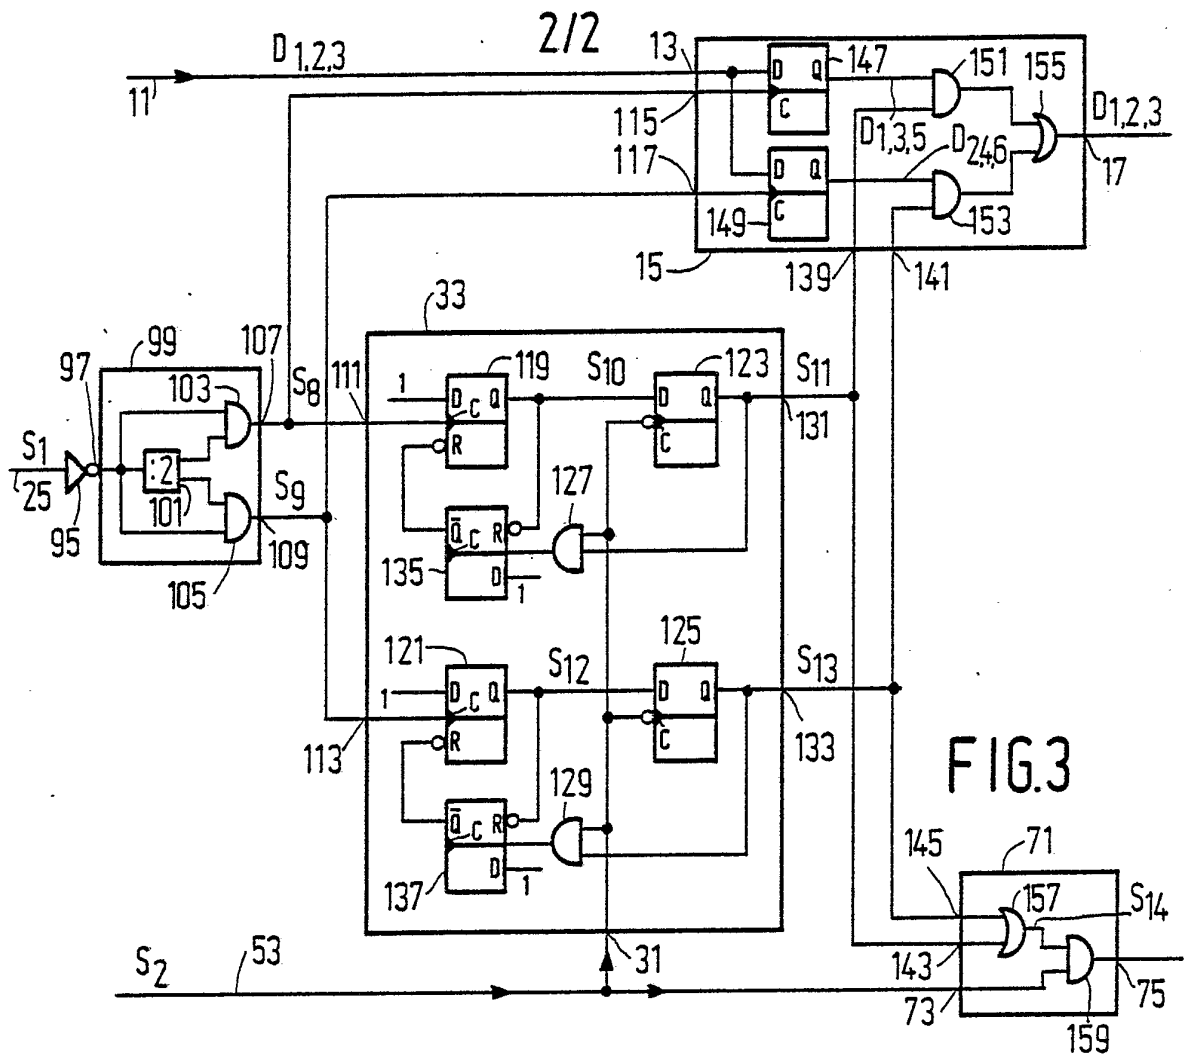 2/2
D1,2,3
13
11
115
117
D Q
C
147
151
155
D1,2,3
D1,3,5
D2,4,6
D Q
C
149
153
17
15
139
141
33
99
107
97
103
S8
111
1
119
D Q
C
R
S10
123
D Q
C
S11
131
S1
25
:2
101
S9
95
105
109
127
Q̅ C R
D
1
135
121
1
D Q
C
R
S12
125
D Q
C
S13
133
113
129
Q̅ C R
D
1
137
FIG.3
71
145
157
S14
143
73
75
159
S2
53
31